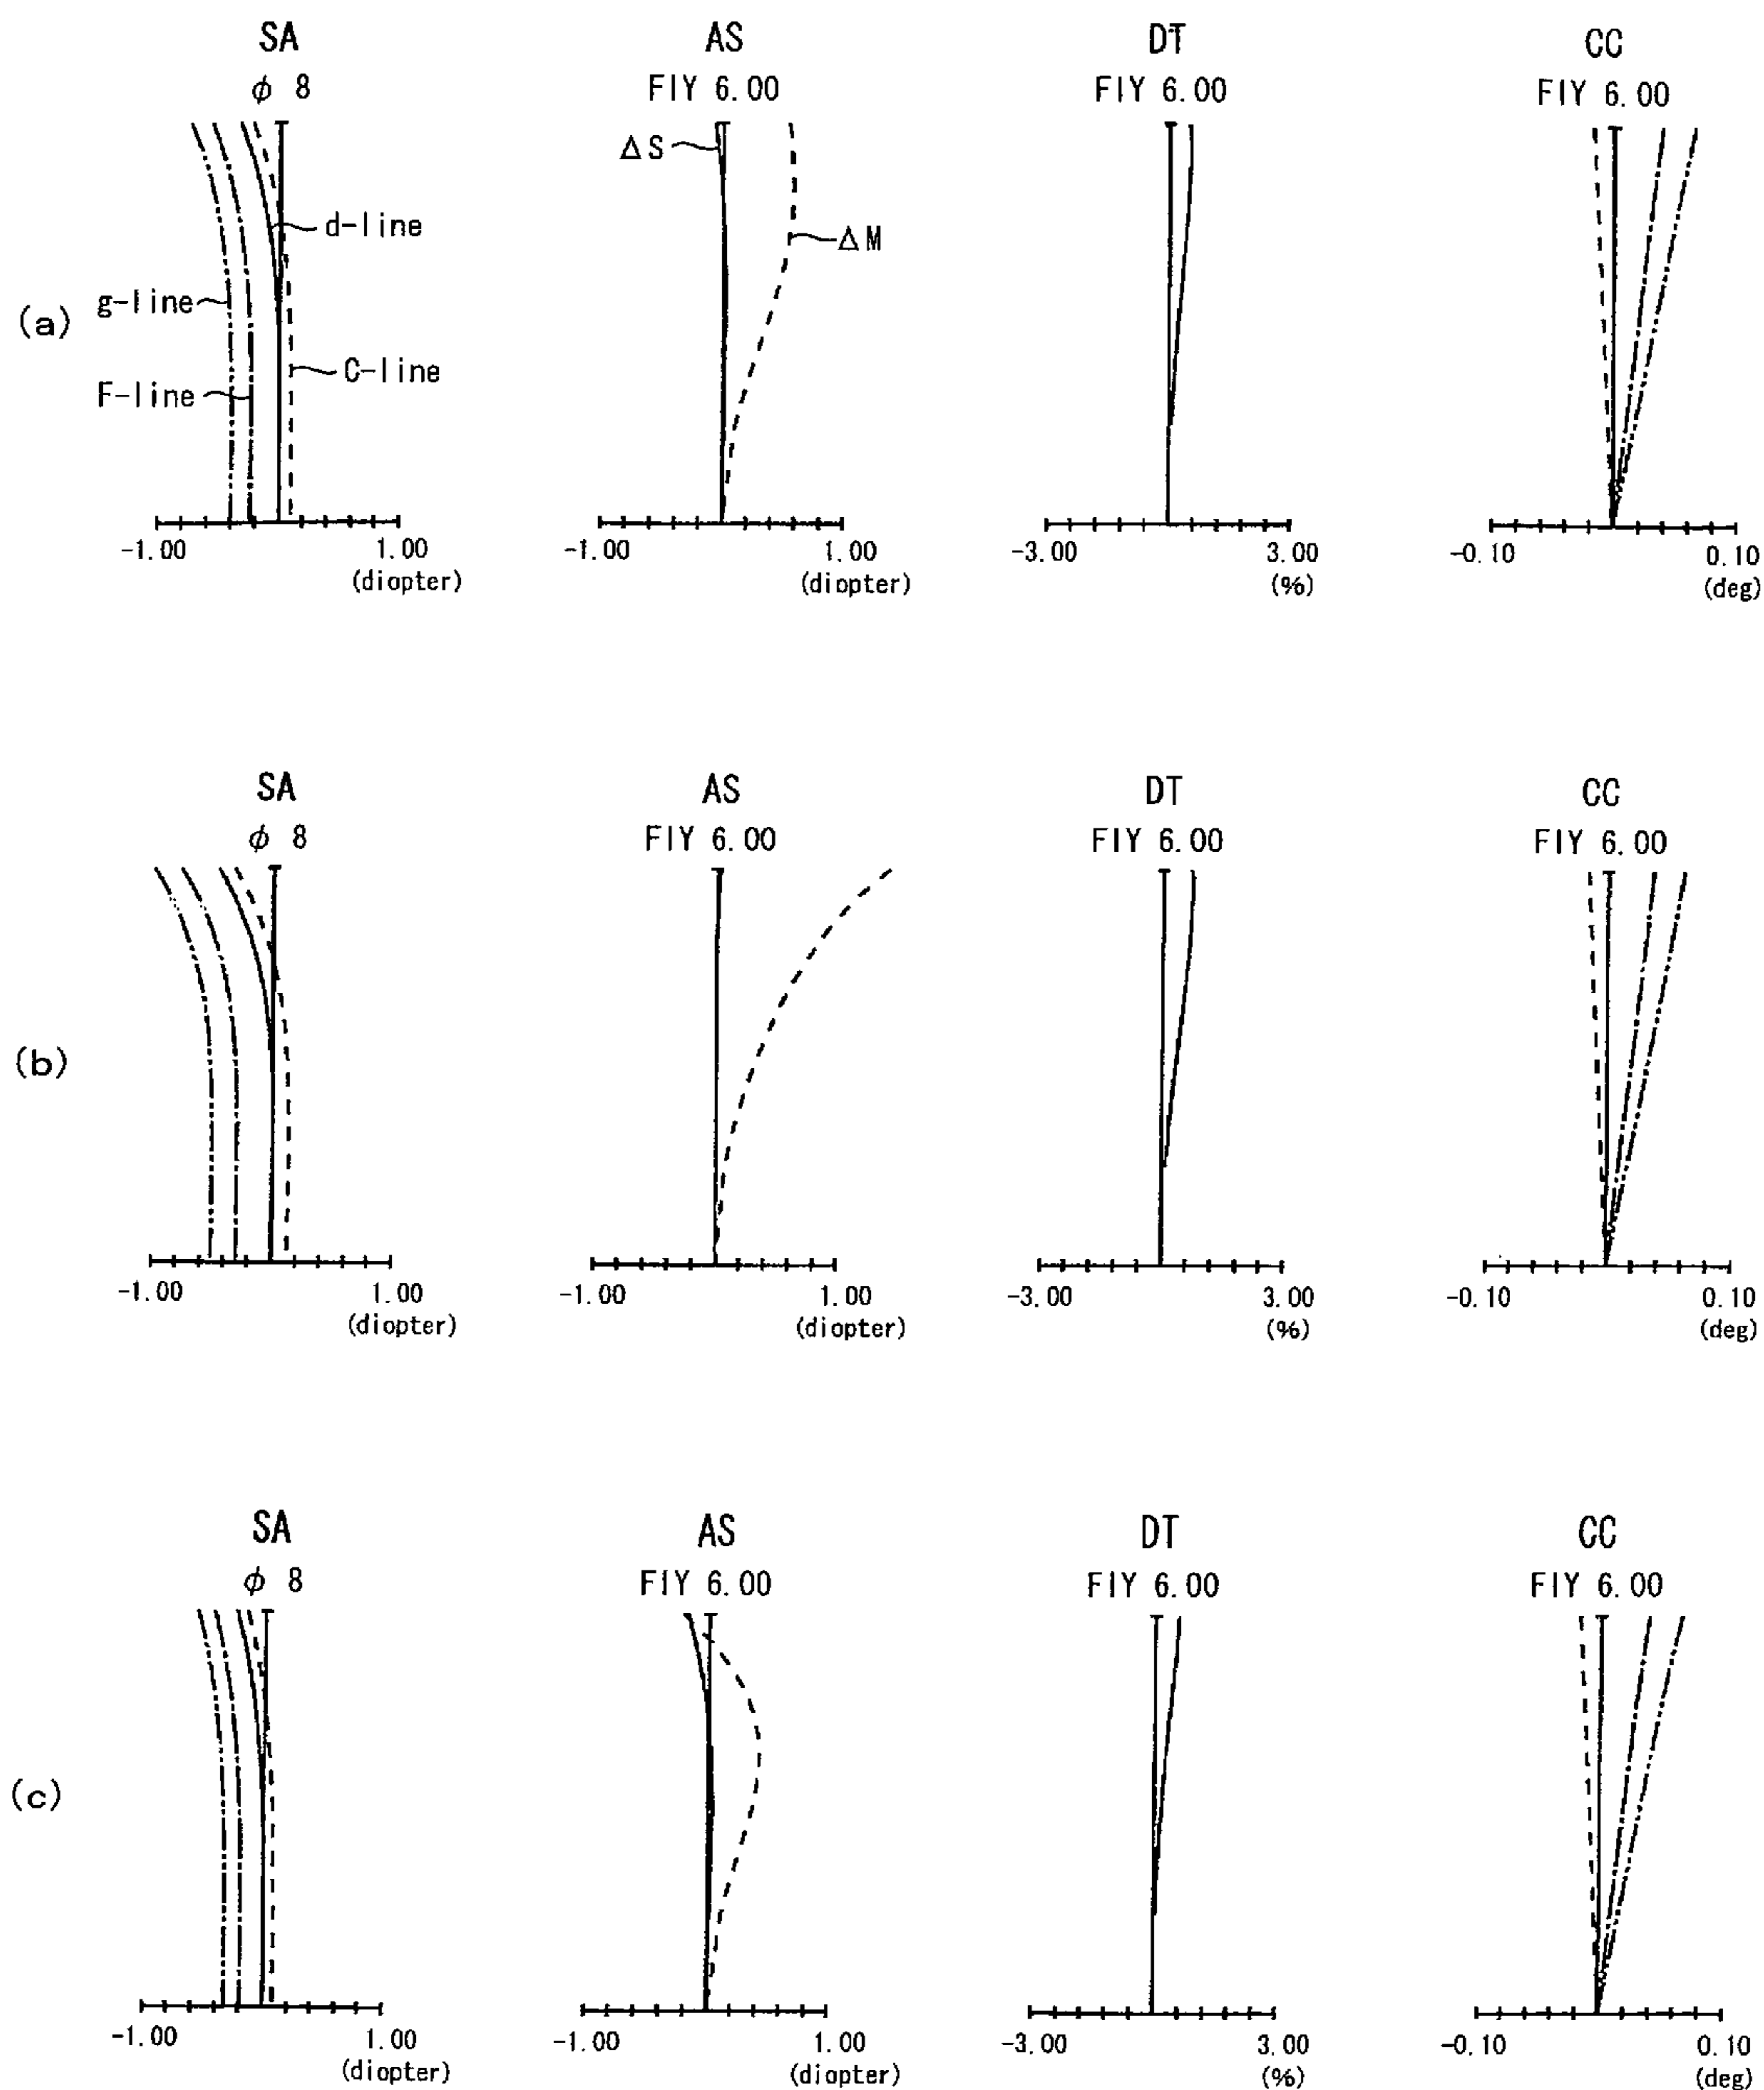 SA
φ 8
AS
FIY 6.00
DT
FIY 6.00
CC
FIY 6.00
ΔS
d-line
ΔM
g-line
(a)
C-line
F-line
-1.00
1.00
(diopter)
-1.00
1.00
(diopter)
-3.00
3.00
(%)
-0.10
0.10
(deg)
SA
φ 8
AS
FIY 6.00
DT
FIY 6.00
CC
FIY 6.00
(b)
-1.00
1.00
(diopter)
-1.00
1.00
(diopter)
-3.00
3.00
(%)
-0.10
0.10
(deg)
SA
φ 8
AS
FIY 6.00
DT
FIY 6.00
CC
FIY 6.00
(c)
-1.00
1.00
(diopter)
-1.00
1.00
(diopter)
-3.00
3.00
(%)
-0.10
0.10
(deg)